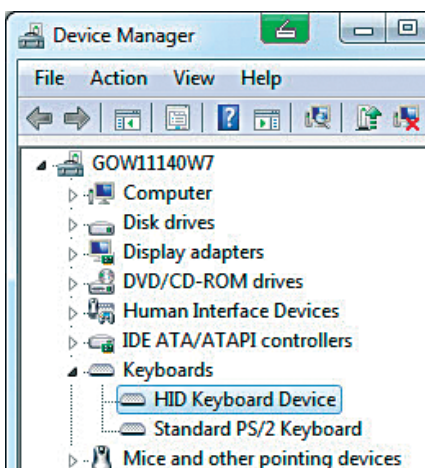 Device Manager
File Action View Help
GOW11140W7
Computer
Disk drives
Display adapters
DVD/CD-ROM drives
Human Interface Devices
IDE ATA/ATAPI controllers
Keyboards
HID Keyboard Device
Standard PS/2 Keyboard
Mice and other pointing devices